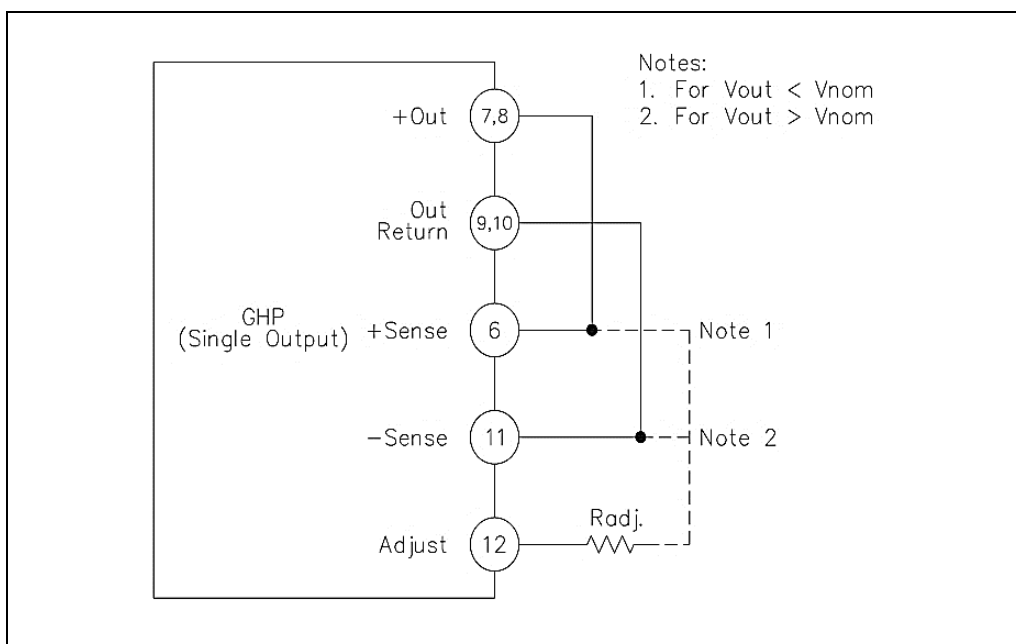 Notes:
1. For Vout < Vnom
2. For Vout > Vnom
+Out
7,8
Out
Return
9,10
GHP
(Single Output)
+Sense
6
Note 1
-Sense
11
Note 2
Radj.
Adjust
12